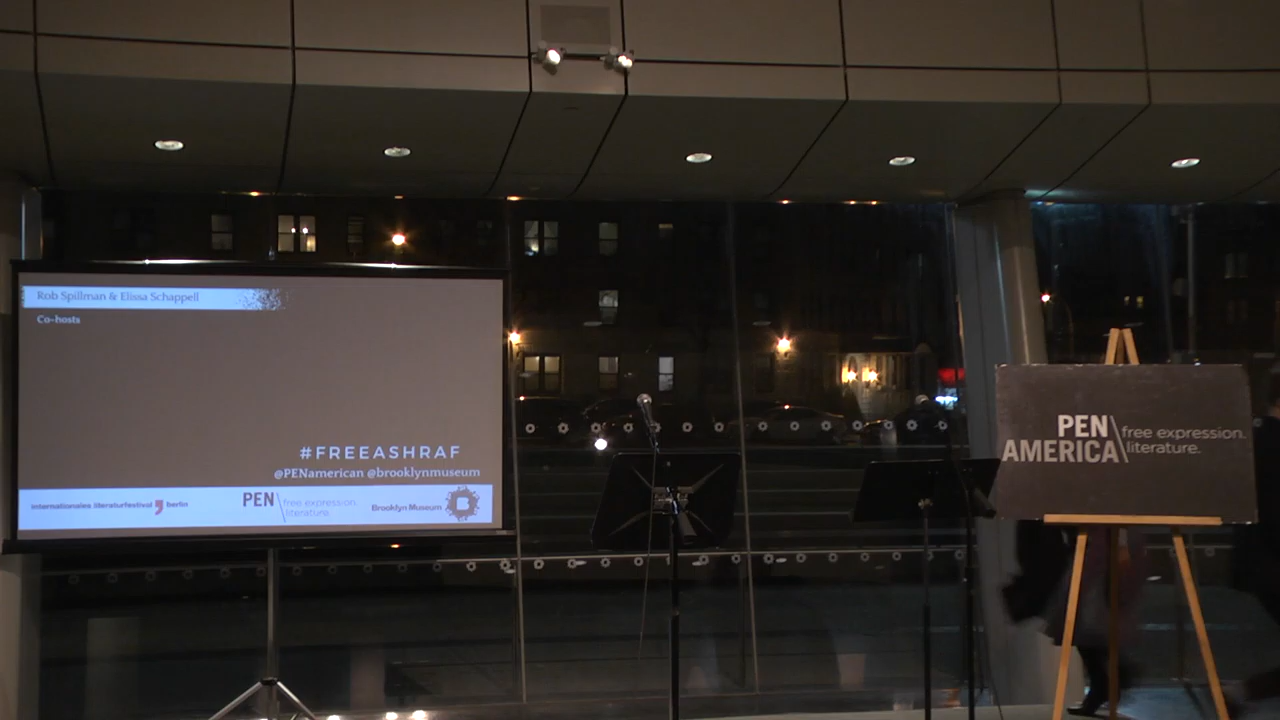 Rob Spillman & Elissa Schappell
Co-hosts
#FREEASHRAF
@PENamerican @brooklynmuseum
internationales literaturfestival berlin
PEN
free expression.
literature.
Brooklyn Museum
B
PEN
AMERICA
free expression.
literature.